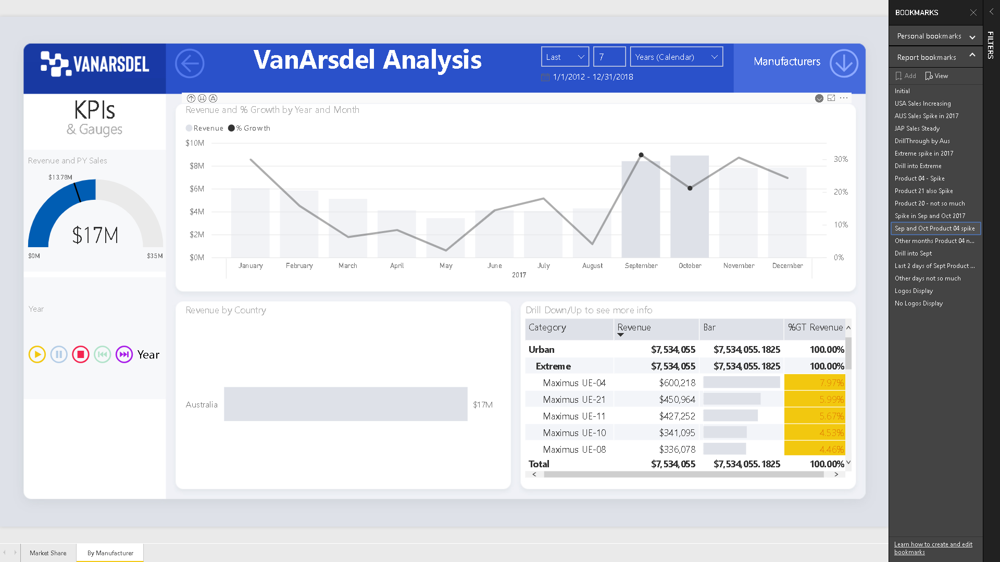 VANARSDEL
VanArsdel Analysis
Last
7
Years (Calendar)
1/1/2012 - 12/31/2018
Manufacturers
KPIs
& Gauges
Revenue and PY Sales
$13.78M
$17M
$0M
$35M
Year
Year
Revenue and % Growth by Year and Month
Revenue
% Growth
$10M
$8M
$6M
$4M
$2M
$0M
30%
20%
10%
0%
January February March April May June July August September October November December
2017
Revenue by Country
Australia
$17M
Drill Down/Up to see more info
Category Revenue Bar %GT Revenue
Urban $7,534,055 $7,534,055.1825 100.00%
Extreme $7,534,055 $7,534,055.1825 100.00%
Maximus UE-04 $600,218 7.97%
Maximus UE-21 $450,964 5.99%
Maximus UE-11 $427,252 5.67%
Maximus UE-10 $341,095 4.53%
Maximus UE-08 $336,078 4.46%
Total $7,534,055 $7,534,055.1825 100.00%
Market Share
By Manufacturer
BOOKMARKS
Personal bookmarks
Report bookmarks
Add
View
Initial
USA Sales Increasing
AUS Sales Spike in 2017
JAP Sales Steady
DrillThrough by Aus
Extreme spike in 2017
Drill into Extreme
Product 04 - Spike
Product 21 also Spike
Product 20 - not so much
Spike in Sep and Oct 2017
Sep and Oct Product 04 spike
Other months Product 04 n...
Drill into Sept
Last 2 days of Sept Product ...
Other days not so much
Logos Display
No Logos Display
Learn how to create and edit
bookmarks
FILTERS